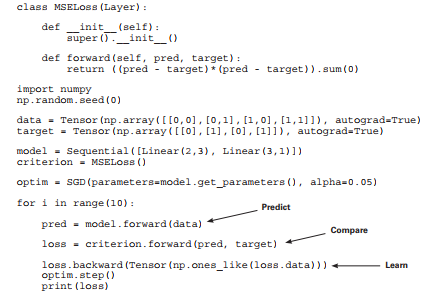 class MSELoss(Layer):
def __init__(self):
super().__init__()
def forward(self, pred, target):
return ((pred - target)*(pred - target)).sum(0)
import numpy
np.random.seed(0)
data = Tensor(np.array([[0,0],[0,1],[1,0],[1,1]]), autograd=True)
target = Tensor(np.array([[0],[1],[0],[1]]), autograd=True)
model = Sequential([Linear(2,3), Linear(3,1)])
criterion = MSELoss()
optim = SGD(parameters=model.get_parameters(), alpha=0.05)
for i in range(10):
Predict
pred = model.forward(data)
Compare
loss = criterion.forward(pred, target)
loss.backward(Tensor(np.ones_like(loss.data))) Learn
optim.step()
print(loss)